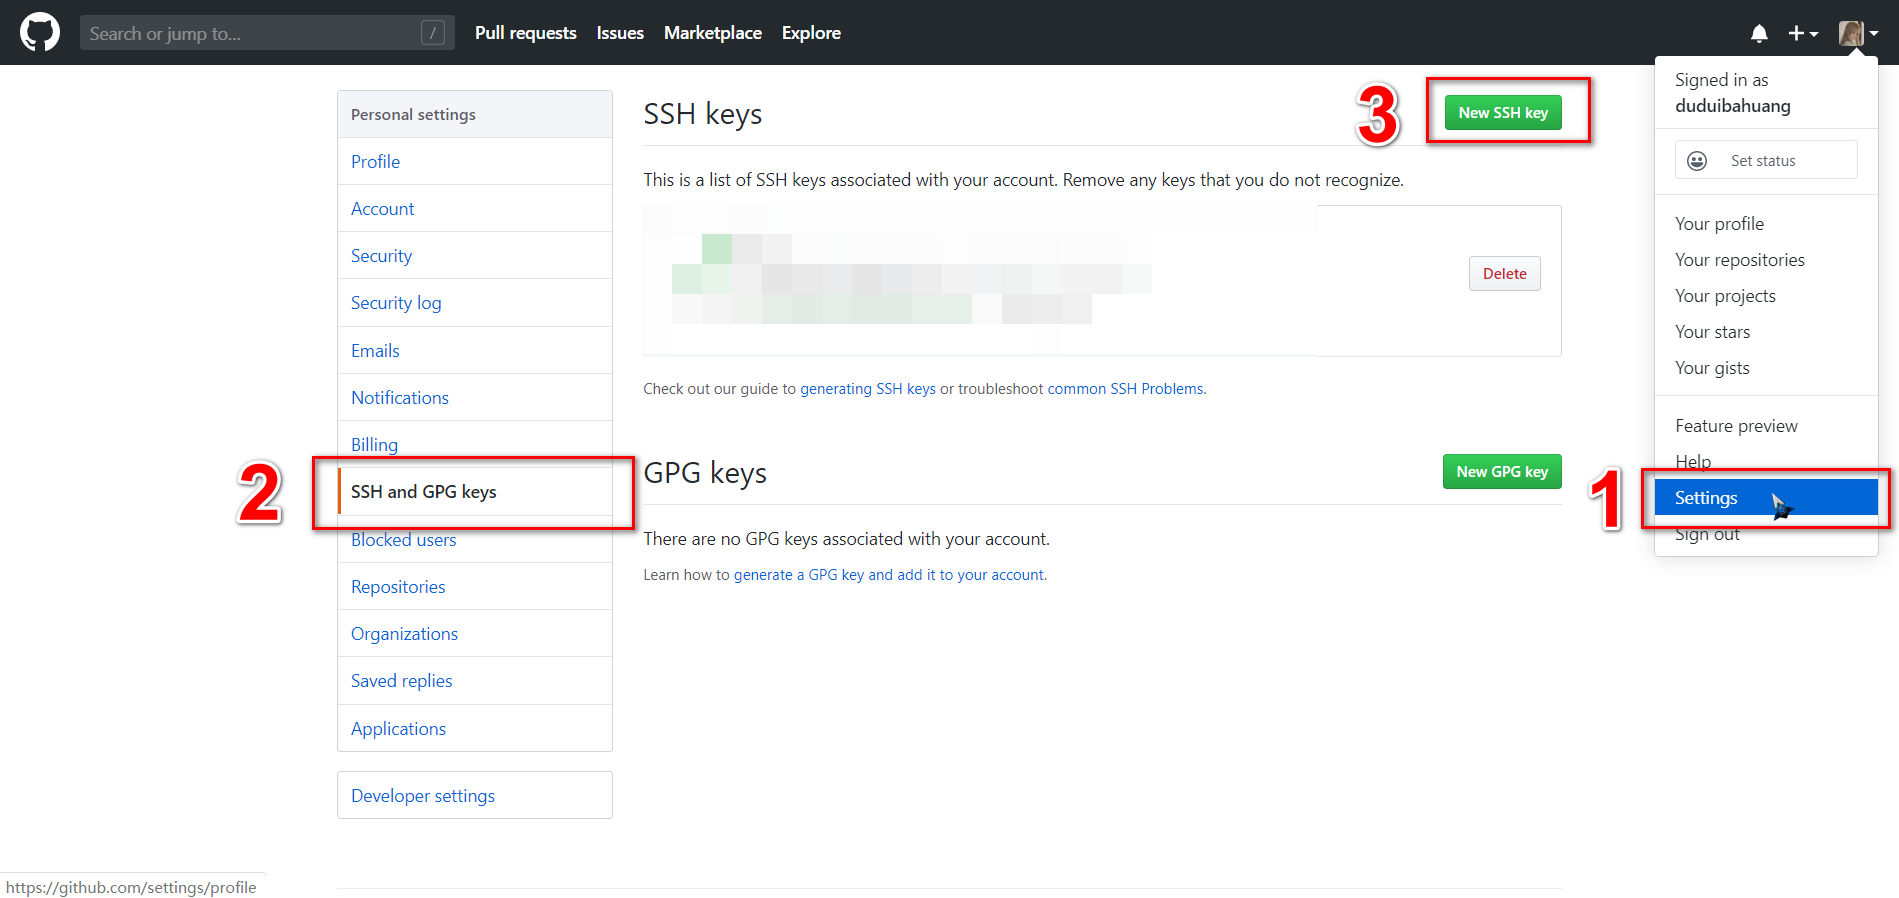 Search or jump to...
/
Pull requests
Issues
Marketplace
Explore
Signed in as
duduibahuang
Set status
Your profile
Your repositories
Your projects
Your stars
Your gists
Feature preview
Help
1
Settings
Sign out
Personal settings
Profile
Account
Security
Security log
Emails
Notifications
Billing
2
SSH and GPG keys
Blocked users
Repositories
Organizations
Saved replies
Applications
Developer settings
SSH keys
3
New SSH key
This is a list of SSH keys associated with your account. Remove any keys that you do not recognize.
Delete
Check out our guide to generating SSH keys or troubleshoot common SSH Problems.
GPG keys
New GPG key
There are no GPG keys associated with your account.
Learn how to generate a GPG key and add it to your account.
https://github.com/settings/profile